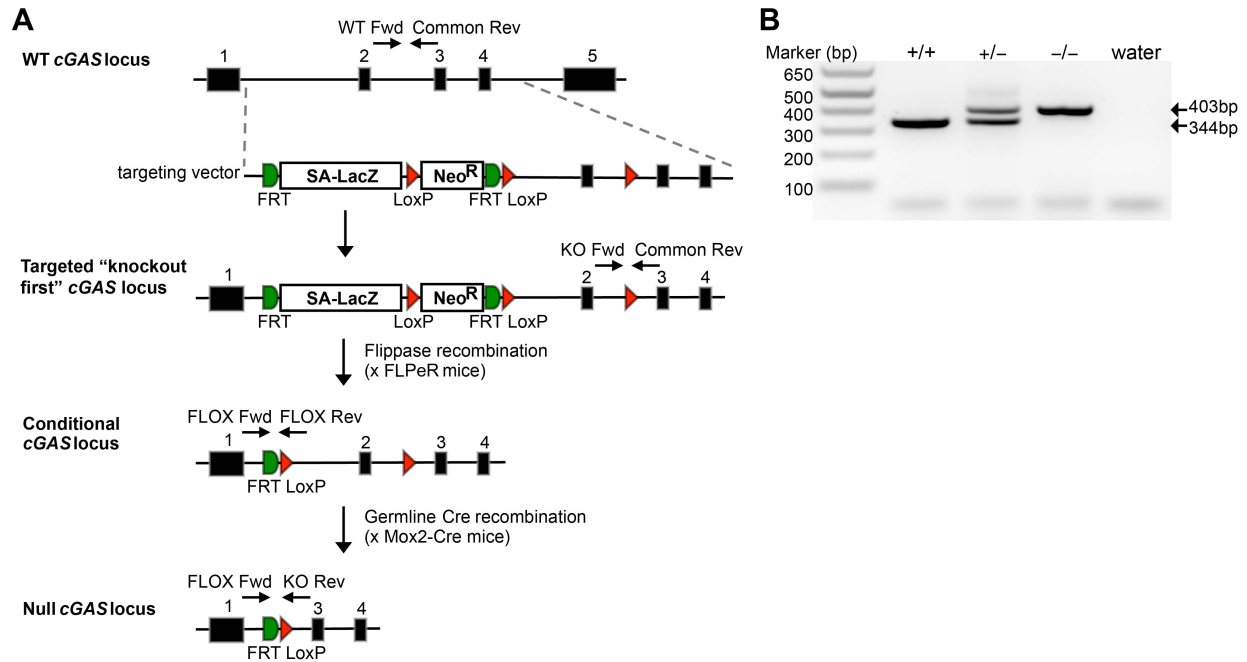 A
WT Fwd Common Rev
WT cGAS locus
1 2 3 4 5
targeting vector
SA-LacZ NeoR
FRT LoxP FRT LoxP
KO Fwd Common Rev
Targeted “knockout
first” cGAS locus
1 2 3 4
SA-LacZ NeoR
FRT LoxP FRT LoxP
Flippase recombination
(x FLPeR mice)
FLOX Fwd FLOX Rev
Conditional
cGAS locus
1 2 3 4
FRT LoxP
Germline Cre recombination
(x Mox2-Cre mice)
FLOX Fwd KO Rev
Null cGAS locus
1 3 4
FRT LoxP
B
Marker (bp) +/+ +/− −/− water
650
500
400
300
200
100
403bp
344bp